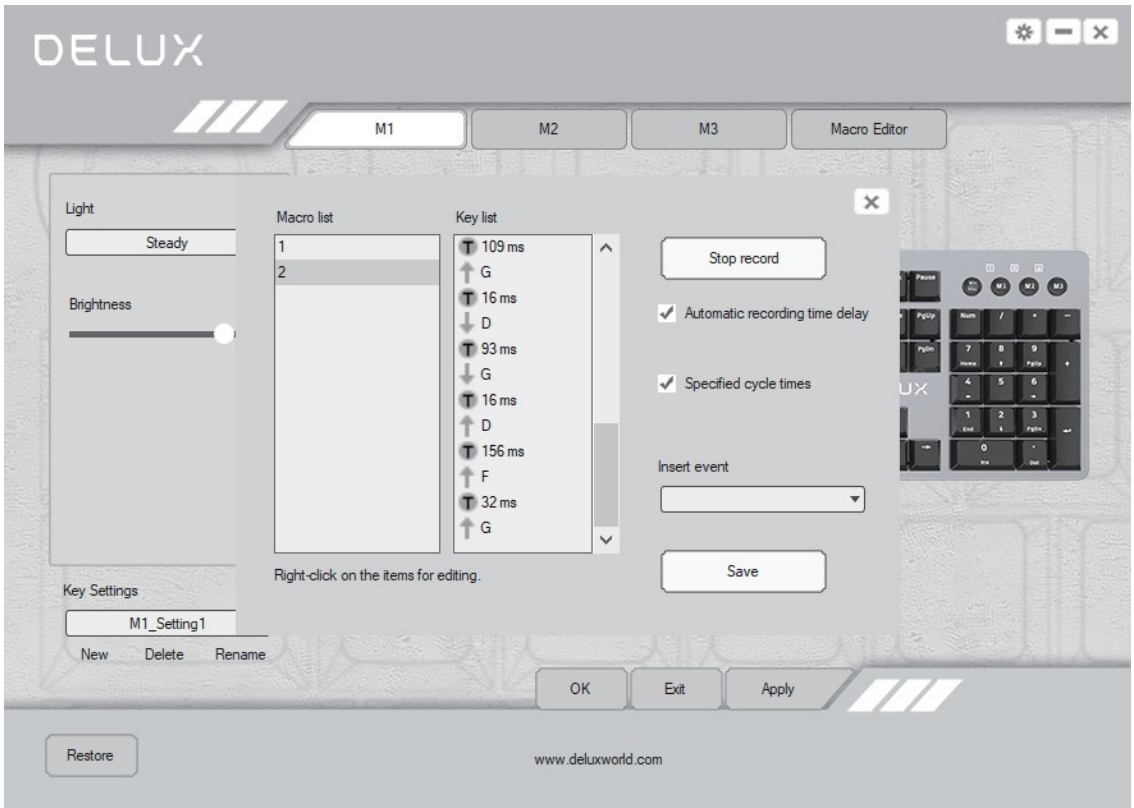 DELUX
M1
M2
M3
Macro Editor
Light
Steady
Brightness
Macro list
1
2
Key list
T 109 ms
G
T 16 ms
D
T 93 ms
G
T 16 ms
D
T 156 ms
F
T 32 ms
G
Right-click on the items for editing.
Stop record
Automatic recording time delay
Specified cycle times
Insert event
Save
Pause
M1
M2
M3
PgUp
Num
/
-
PgDn
7
8
9
Home
PgUp
+
UX
4
5
6
1
2
3
End
PgDn
0
Ins
Del
Key Settings
M1_Setting1
New
Delete
Rename
OK
Exit
Apply
Restore
www.deluxworld.com